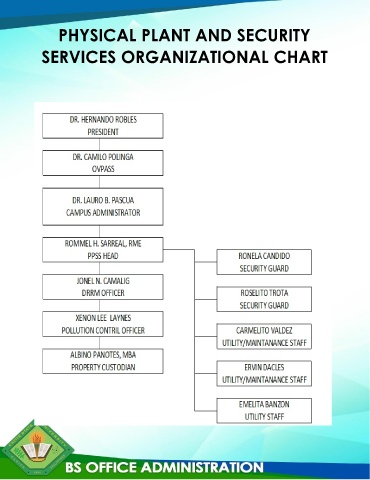 PHYSICAL PLANT AND SECURITY
SERVICES ORGANIZATIONAL CHART
DR. HERNANDO ROBLES
PRESIDENT
DR. CAMILO POLINGA
OVPASS
DR. LAURO B. PASCUA
CAMPUS ADMINISTRATOR
ROMMEL H. SARREAL, RME
PPSS HEAD
JONEL N. CAMALIG
DRRM OFFICER
XENON LEE LAYNES
POLLUTION CONTRIL OFFICER
ALBINO PANOTES, MBA
PROPERTY CUSTODIAN
RONELA CANDIDO
SECURITY GUARD
ROSELITO TROTA
SECURITY GUARD
CARMELITO VALDEZ
UTILITY/MAINTANANCE STAFF
ERVIN DACLES
UTILITY/MAINTANANCE STAFF
EMELITA BANZON
UTILITY STAFF
BS OFFICE ADMINISTRATION